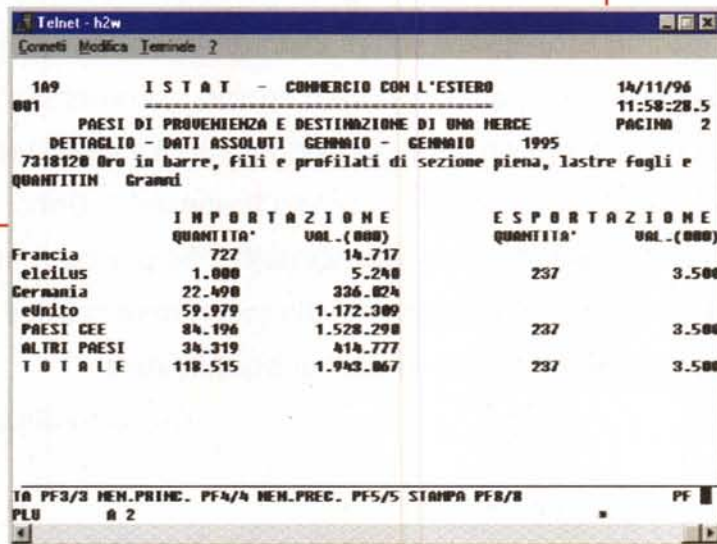 Telnet - h2w
Connetti Modifica Terminale ?
1A9 I S T A T - COMMERCIO CON L'ESTERO 14/11/96
001 ------------------------------------------------ 11:58:28.5
PAESI DI PROVENIENZA E DESTINAZIONE DI UNA MERCE PAGINA 2
DETTAGLIO - DATI ASSOLUTI GENNAIO - GENNAIO 1995
7318120 Oro in barre, fili e profilati di sezione piena, lastre fogli e
QUANTITIN Grammi
I M P O R T A Z I O N E E S P O R T A Z I O N E
QUANTITA' VAL.(000) QUANTITA' VAL.(000)
Francia 727 14.717
eleiLus 1.000 5.240 237 3.500
Germania 22.490 336.024
eUnito 59.979 1.172.309
PAESI CEE 84.196 1.528.290 237 3.500
ALTRI PAESI 34.319 414.777
T O T A L E 118.515 1.943.067 237 3.500
TA PF3/3 MEN.PRINC. PF4/4 MEN.PREC. PF5/5 STAMPA PF8/8 PF
PLU A 2